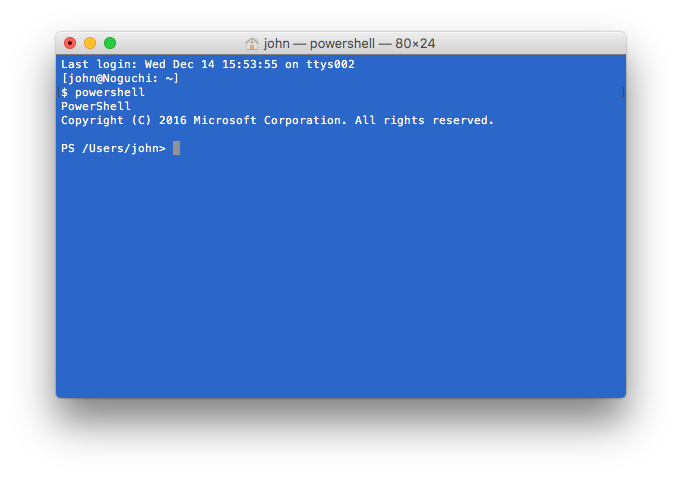 john — powershell — 80×24
Last login: Wed Dec 14 15:53:55 on ttys002
[john@Noguchi: ~]
[$ powershell ]
PowerShell
Copyright (C) 2016 Microsoft Corporation. All rights reserved.
PS /Users/john>